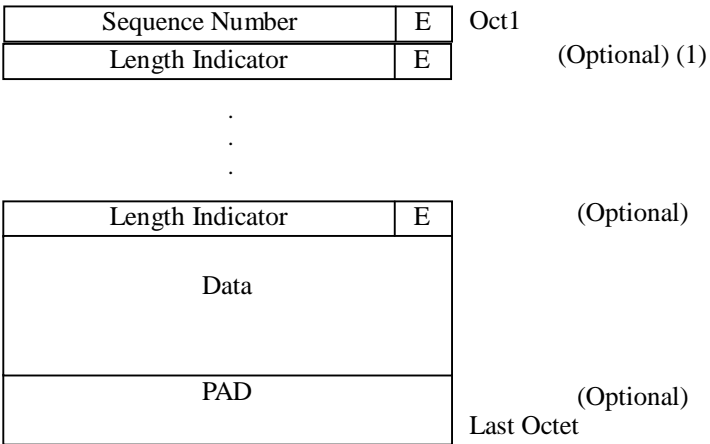 Sequence Number E Oct1
Length Indicator E (Optional) (1)
.
.
.
Length Indicator E (Optional)
Data
PAD (Optional)
Last Octet